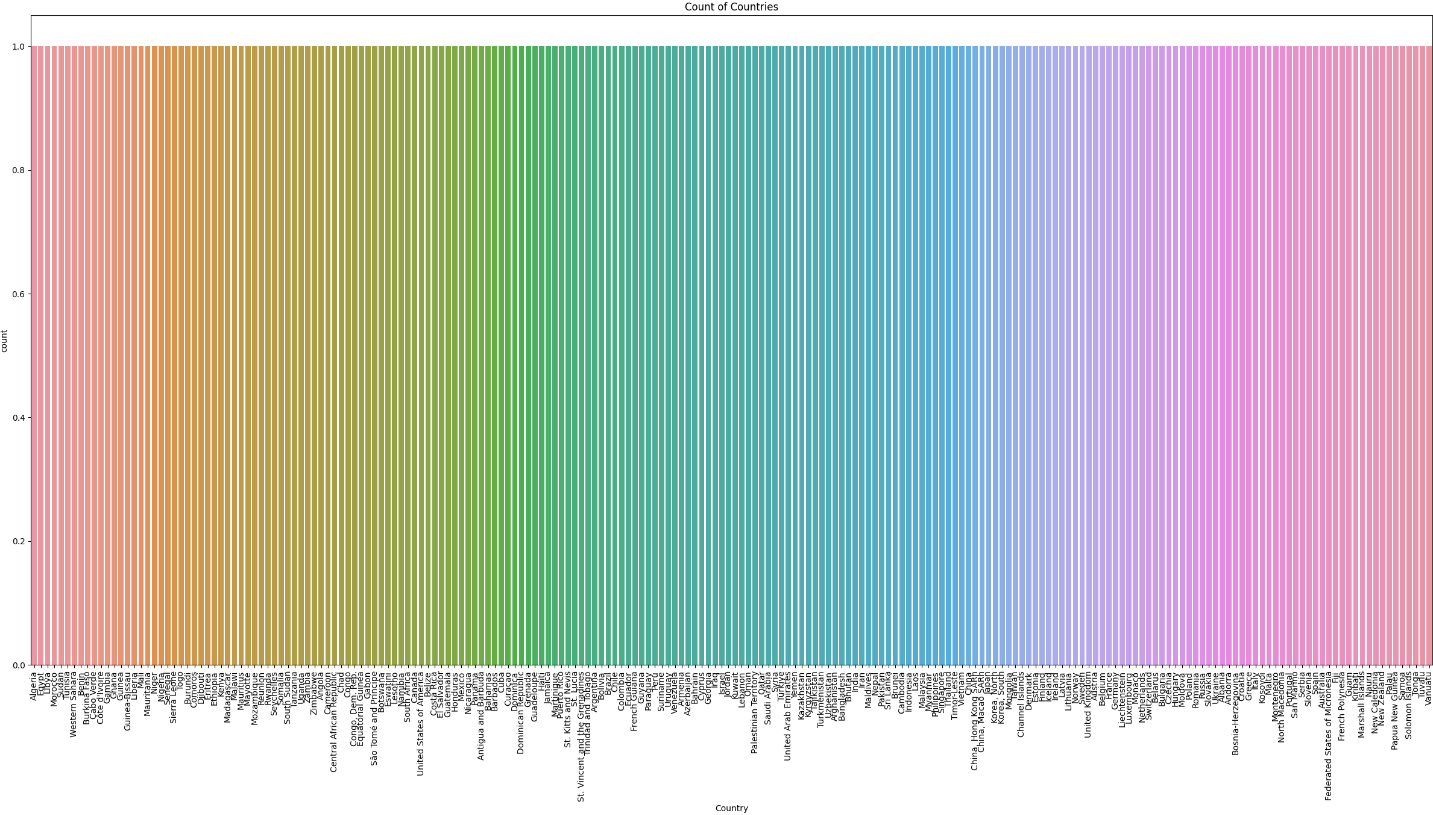 Count of Countries
1.0
0.8
0.6
0.4
0.2
0.0
count
Algeria
Egypt
Libya
Morocco
Sudan
Tunisia
Western Sahara
Benin
Burkina Faso
Cabo Verde
Côte d'Ivoire
Gambia
Ghana
Guinea
Guinea-Bissau
Liberia
Mali
Mauritania
Niger
Nigeria
Senegal
Sierra Leone
Togo
Burundi
Comoros
Djibouti
Eritrea
Ethiopia
Kenya
Madagascar
Malawi
Mauritius
Mayotte
Mozambique
Réunion
Rwanda
Seychelles
Somalia
South Sudan
Tanzania
Uganda
Zambia
Zimbabwe
Angola
Cameroon
Central African Republic
Chad
Congo
Congo, Dem. Rep.
Equatorial Guinea
Gabon
São Tomé and Príncipe
Botswana
Eswatini
Lesotho
Namibia
South Africa
Canada
United States of America
Belize
Costa Rica
El Salvador
Guatemala
Honduras
Mexico
Nicaragua
Panama
Antigua and Barbuda
Bahamas
Barbados
Cuba
Curaçao
Dominica
Dominican Republic
Grenada
Guadeloupe
Haiti
Jamaica
Martinique
Puerto Rico
St. Kitts and Nevis
St. Lucia
St. Vincent and the Grenadines
Trinidad and Tobago
Argentina
Bolivia
Brazil
Chile
Colombia
Ecuador
French Guiana
Guyana
Paraguay
Peru
Suriname
Uruguay
Venezuela
Armenia
Azerbaijan
Bahrain
Cyprus
Georgia
Iraq
Israel
Jordan
Kuwait
Lebanon
Oman
Palestinian Territory
Qatar
Saudi Arabia
Syria
Türkiye
United Arab Emirates
Yemen
Kazakhstan
Kyrgyzstan
Tajikistan
Turkmenistan
Uzbekistan
Afghanistan
Bangladesh
Bhutan
India
Iran
Maldives
Nepal
Pakistan
Sri Lanka
Brunei
Cambodia
Indonesia
Laos
Malaysia
Myanmar
Philippines
Singapore
Thailand
Timor-Leste
Vietnam
China
China, Hong Kong SAR
China, Macao SAR
Japan
Korea, North
Korea, South
Mongolia
Taiwan
Channel Islands
Denmark
Estonia
Finland
Iceland
Ireland
Latvia
Lithuania
Norway
Sweden
United Kingdom
Austria
Belgium
France
Germany
Liechtenstein
Luxembourg
Monaco
Netherlands
Switzerland
Belarus
Bulgaria
Czechia
Hungary
Moldova
Poland
Romania
Russia
Slovakia
Ukraine
Albania
Andorra
Bosnia-Herzegovina
Croatia
Greece
Italy
Kosovo
Malta
Montenegro
North Macedonia
Portugal
San Marino
Serbia
Slovenia
Spain
Australia
Federated States of Micronesia
Fiji
French Polynesia
Guam
Kiribati
Marshall Islands
Nauru
New Caledonia
New Zealand
Palau
Papua New Guinea
Samoa
Solomon Islands
Tonga
Tuvalu
Vanuatu
Country